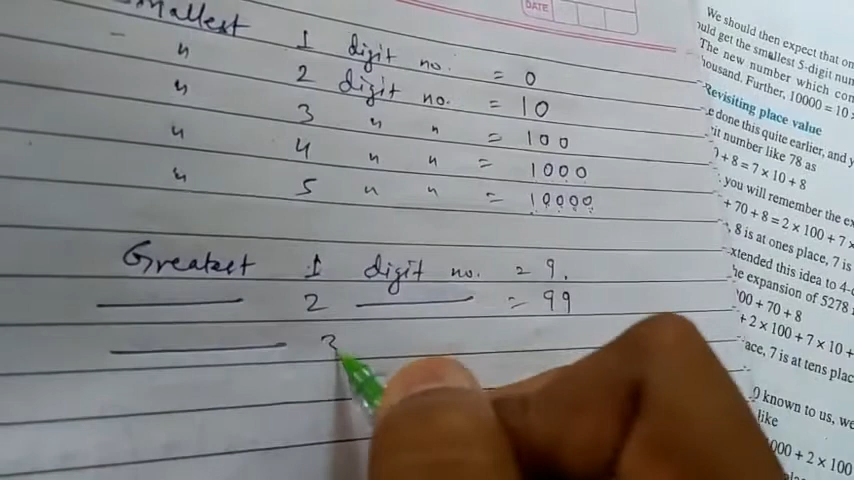 Smallest 1 digit no. = 0
" 2 digit no. = 10
" 3 " " = 100
" 4 " " = 1000
" 5 " " = 10000
Greatest 1 digit no. = 9.
2 = 99
3
DATE
We should then expect that on
ould get the smallest 5-digit num
The new number which com
housand. Further, 10000 = 10
Revisiting place value
e done this quite earlier, and y
it number like 78 as
+ 8 = 7 × 10 + 8
you will remember the ex
+ 70 + 8 = 2 × 100 + 7 ×
, 8 is at ones place, 7 is
xtended this idea to 4-
he expansion of 5278
00 + 70 + 8
+ 2 × 100 + 7 × 10 +
ace, 7 is at tens plac
0 known to us, we
like
000 + 2 × 100